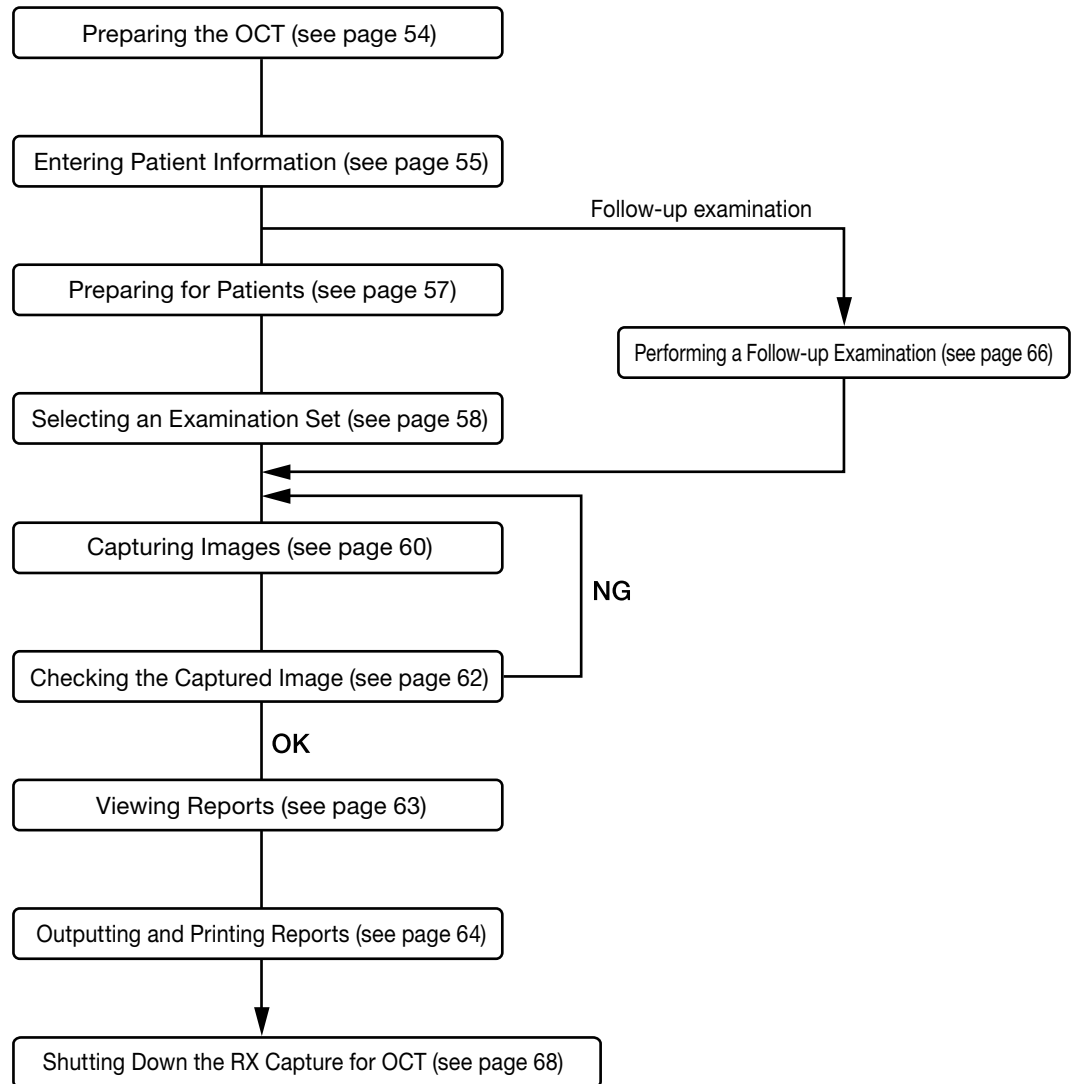 Preparing the OCT (see page 54)
Entering Patient Information (see page 55)
Follow-up examination
Preparing for Patients (see page 57)
Performing a Follow-up Examination (see page 66)
Selecting an Examination Set (see page 58)
Capturing Images (see page 60)
NG
Checking the Captured Image (see page 62)
OK
Viewing Reports (see page 63)
Outputting and Printing Reports (see page 64)
Shutting Down the RX Capture for OCT (see page 68)